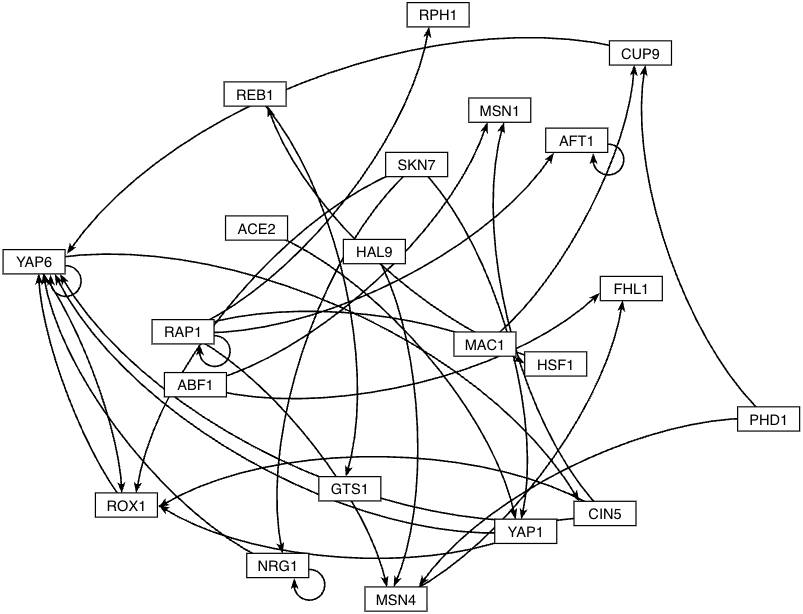 RPH1
CUP9
REB1
MSN1
AFT1
SKN7
ACE2
HAL9
YAP6
FHL1
RAP1
MAC1
HSF1
ABF1
PHD1
GTS1
ROX1
CIN5
YAP1
NRG1
MSN4